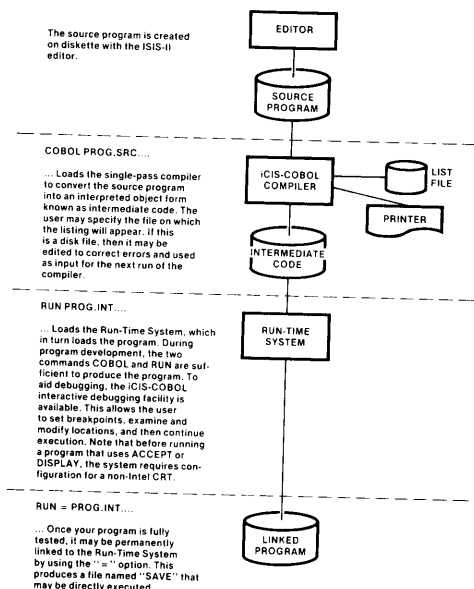 The source program is created
on diskette with the ISIS-II
editor.
EDITOR
SOURCE
PROGRAM
COBOL PROG.SRC....
... Loads the single-pass compiler
to convert the source program
into an interpreted object form
known as intermediate code. The
user may specify the file on which
the listing will appear. If this
is a disk file, then it may be
edited to correct errors and used
as input for the next run of the
compiler.
iCIS-COBOL
COMPILER
LIST
FILE
PRINTER
INTERMEDIATE
CODE
RUN PROG.INT....
... Loads the Run-Time System, which
in turn loads the program. During
program development, the two
commands COBOL and RUN are suf-
ficient to produce the program. To
aid debugging, the iCIS-COBOL
interactive debugging facility is
available. This allows the user
to set breakpoints, examine and
modify locations, and then continue
execution. Note that before running
a program that uses ACCEPT or
DISPLAY, the system requires con-
figuration for a non-Intel CRT.
RUN-TIME
SYSTEM
RUN = PROG.INT....
... Once your program is fully
tested, it may be permanently
linked to the Run-Time System
by using the "=" option. This
produces a file named "SAVE" that
may be directly executed
LINKED
PROGRAM